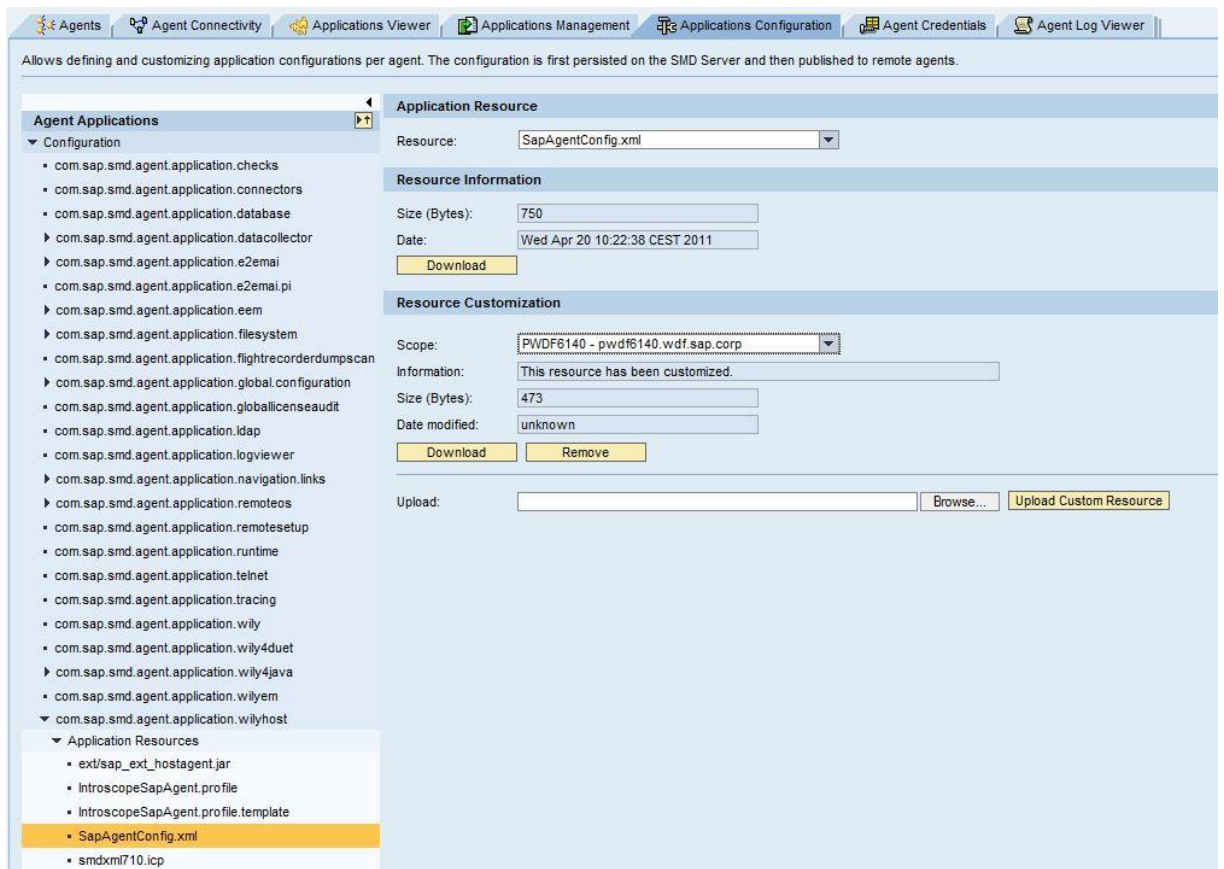 Agents Agent Connectivity Applications Viewer Applications Management Applications Configuration Agent Credentials Agent Log Viewer
Allows defining and customizing application configurations per agent. The configuration is first persisted on the SMD Server and then published to remote agents.
Agent Applications
Configuration
com.sap.smd.agent.application.checks
com.sap.smd.agent.application.connectors
com.sap.smd.agent.application.database
com.sap.smd.agent.application.datacollector
com.sap.smd.agent.application.e2emai
com.sap.smd.agent.application.e2emai.pi
com.sap.smd.agent.application.eem
com.sap.smd.agent.application.filesystem
com.sap.smd.agent.application.flightrecorderdumpscan
com.sap.smd.agent.application.global.configuration
com.sap.smd.agent.application.globallicenseaudit
com.sap.smd.agent.application.ldap
com.sap.smd.agent.application.logviewer
com.sap.smd.agent.application.navigation.links
com.sap.smd.agent.application.remoteos
com.sap.smd.agent.application.remotesetup
com.sap.smd.agent.application.runtime
com.sap.smd.agent.application.telnet
com.sap.smd.agent.application.tracing
com.sap.smd.agent.application.wily
com.sap.smd.agent.application.wily4duet
com.sap.smd.agent.application.wily4java
com.sap.smd.agent.application.wilyem
com.sap.smd.agent.application.wilyhost
Application Resources
ext/sap_ext_hostagent.jar
IntroscopeSapAgent.profile
IntroscopeSapAgent.profile.template
SapAgentConfig.xml
smdxml710.icp
Application Resource
Resource: SapAgentConfig.xml
Resource Information
Size (Bytes): 750
Date: Wed Apr 20 10:22:38 CEST 2011
Download
Resource Customization
Scope: PWDF6140 - pwdf6140.wdf.sap.corp
Information: This resource has been customized.
Size (Bytes): 473
Date modified: unknown
Download Remove
Upload: Browse... Upload Custom Resource